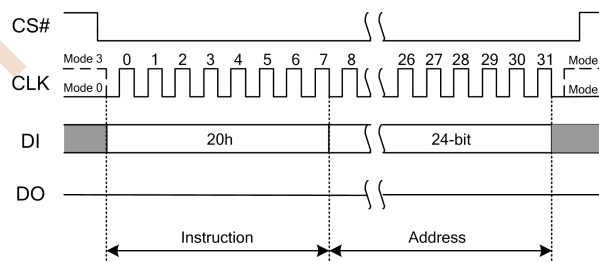 CS#
Mode 3 0 1 2 3 4 5 6 7 8 26 27 28 29 30 31 Mode
CLK
Mode 0 Mode
DI 20h 24-bit
DO
Instruction Address